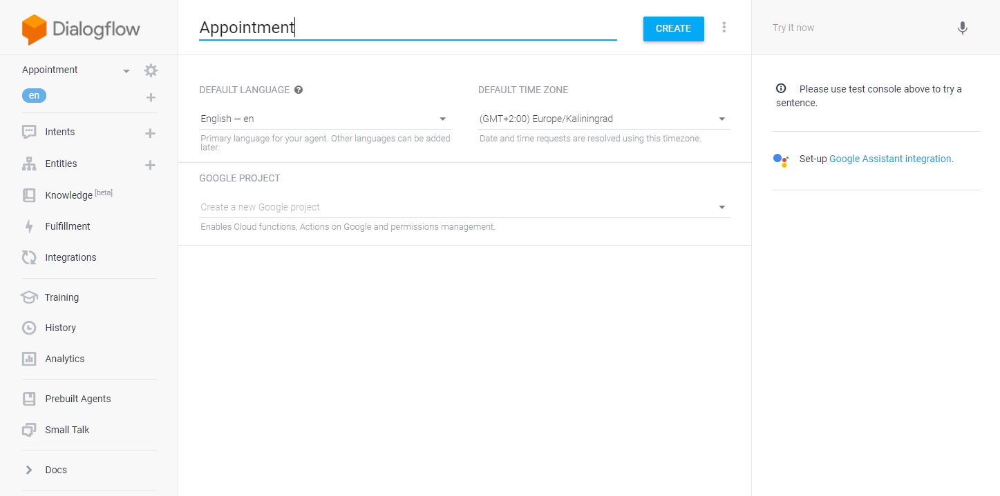 Dialogflow
Appointment
en
Intents
Entities
Knowledge [beta]
Fulfillment
Integrations
Training
History
Analytics
Prebuilt Agents
Small Talk
Docs
Appointment
CREATE
DEFAULT LANGUAGE ?
English — en
Primary language for your agent. Other languages can be added
later.
DEFAULT TIME ZONE
(GMT+2:00) Europe/Kaliningrad
Date and time requests are resolved using this timezone.
GOOGLE PROJECT
Create a new Google project
Enables Cloud functions, Actions on Google and permissions management.
Try it now
Please use test console above to try a
sentence.
Set-up Google Assistant integration.